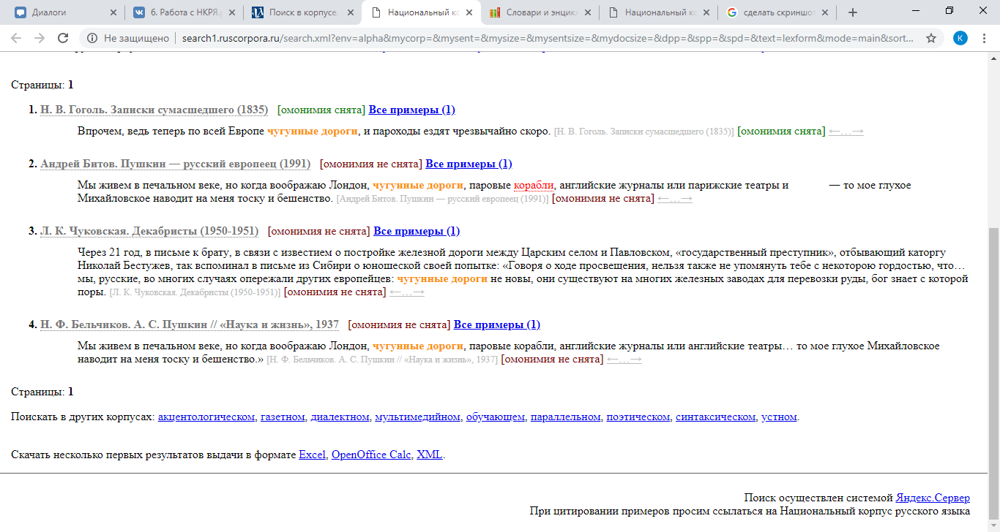 Диалоги
6. Работа с НКРЯ.
Поиск в корпусе.
Национальный ко
Словари и энцикл
Национальный ко
сделать скриншот
Не защищено
search1.ruscorpora.ru/search.xml?env=alpha&mycorp=&mysent=&mysize=&mysentsize=&mydocsize=&dpp=&spp=&spd=&text=lexform&mode=main&sort...
K
Страницы: 1
1. Н. В. Гоголь. Записки сумасшедшего (1835) [омонимия снята] Все примеры (1)
Впрочем, ведь теперь по всей Европе чугунные дороги, и пароходы ездят чрезвычайно скоро. [Н. В. Гоголь. Записки сумасшедшего (1835)] [омонимия снята] ←…→
2. Андрей Битов. Пушкин — русский европеец (1991) [омонимия не снята] Все примеры (1)
Мы живем в печальном веке, но когда воображаю Лондон, чугунные дороги, паровые корабли, английские журналы или парижские театры и — то мое глухое
Михайловское наводит на меня тоску и бешенство. [Андрей Битов. Пушкин — русский европеец (1991)] [омонимия не снята] ←…→
3. Л. К. Чуковская. Декабристы (1950-1951) [омонимия не снята] Все примеры (1)
Через 21 год, в письме к брату, в связи с известием о постройке железной дороги между Царским селом и Павловском, «государственный преступник», отбывающий каторгу
Николай Бестужев, так вспоминал в письме из Сибири о юношеской своей попытке: «Говоря о ходе просвещения, нельзя также не упомянуть тебе с некоторою гордостью, что…
мы, русские, во многих случаях опережали других европейцев: чугунные дороги не новы, они существуют на многих железных заводах для перевозки руды, бог знает с которой
поры. [Л. К. Чуковская. Декабристы (1950-1951)] [омонимия не снята] ←…→
4. Н. Ф. Бельчиков. А. С. Пушкин // «Наука и жизнь», 1937 [омонимия не снята] Все примеры (1)
Мы живем в печальном веке, но когда воображаю Лондон, чугунные дороги, паровые корабли, английские журналы или английские театры… то мое глухое Михайловское
наводит на меня тоску и бешенство.» [Н. Ф. Бельчиков. А. С. Пушкин // «Наука и жизнь», 1937] [омонимия не снята] ←…→
Страницы: 1
Поискать в других корпусах: акцентологическом, газетном, диалектном, мультимедийном, обучающем, параллельном, поэтическом, синтаксическом, устном.
Скачать несколько первых результатов выдачи в формате Excel, OpenOffice Calc, XML.
Поиск осуществлен системой Яндекс.Сервер
При цитировании примеров просим ссылаться на Национальный корпус русского языка